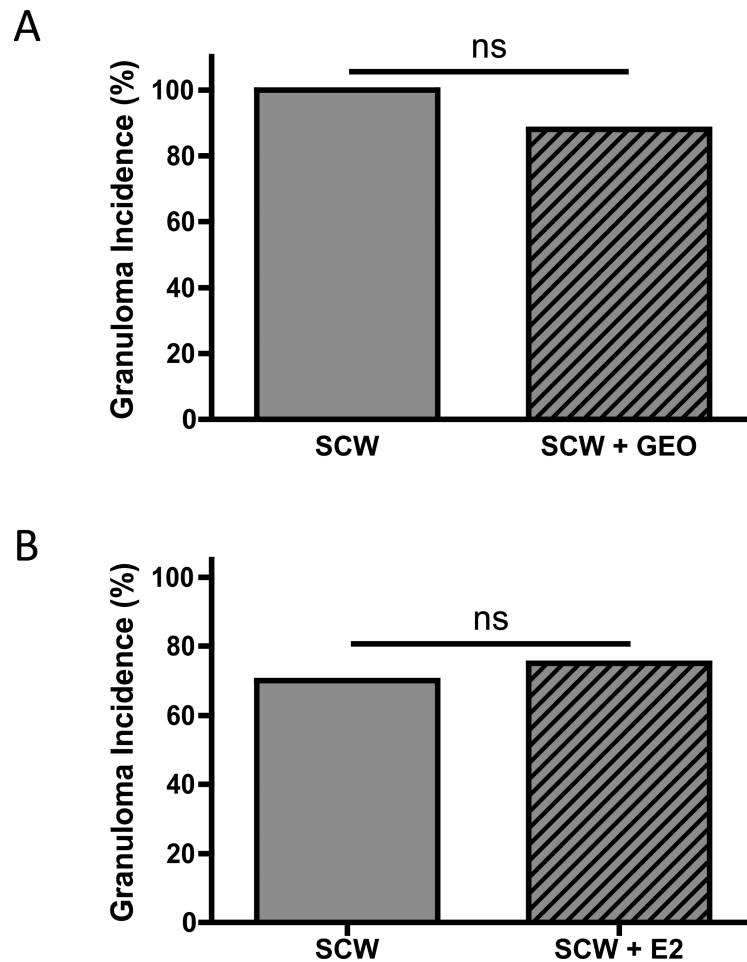 A
ns
Granuloma Incidence (%)
100
80
60
40
20
0
SCW
SCW + GEO
B
ns
Granuloma Incidence (%)
100
80
60
40
20
0
SCW
SCW + E2